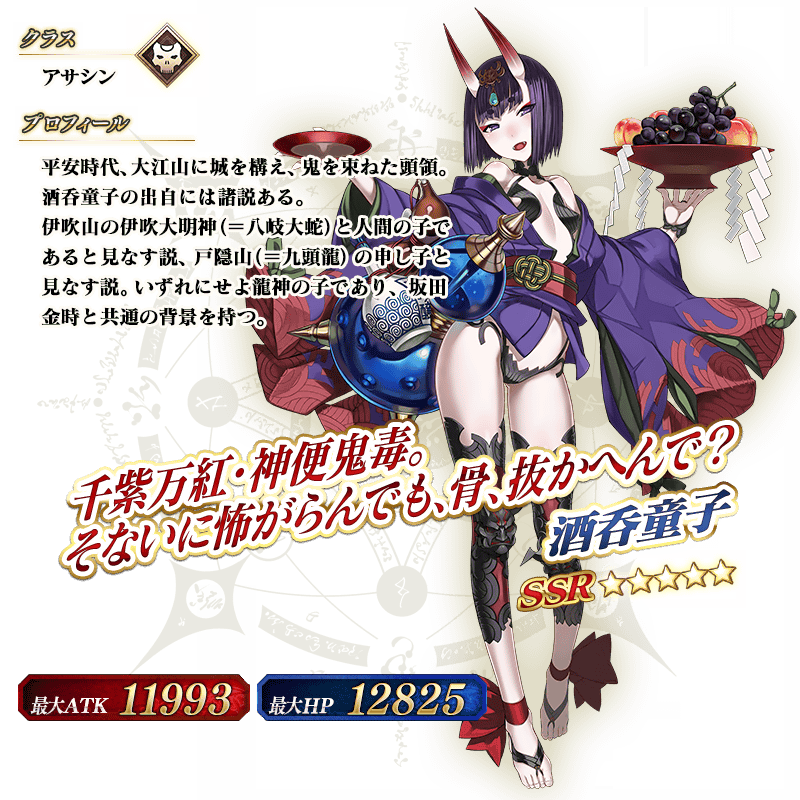 クラス
アサシン
プロフィール
平安時代、大江山に城を構え、鬼を束ねた頭領。
酒呑童子の出自には諸説ある。
伊吹山の伊吹大明神(=八岐大蛇)と人間の子で
あると見なす説、戸隠山(=九頭龍)の申し子と
見なす説。いずれにせよ龍神の子であり、坂田
金時と共通の背景を持つ。
千紫万紅・神便鬼毒。
そないに怖がらんでも、骨、抜かへんで?
酒呑童子
SSR ☆☆☆☆☆
最大ATK 11993
最大HP 12825